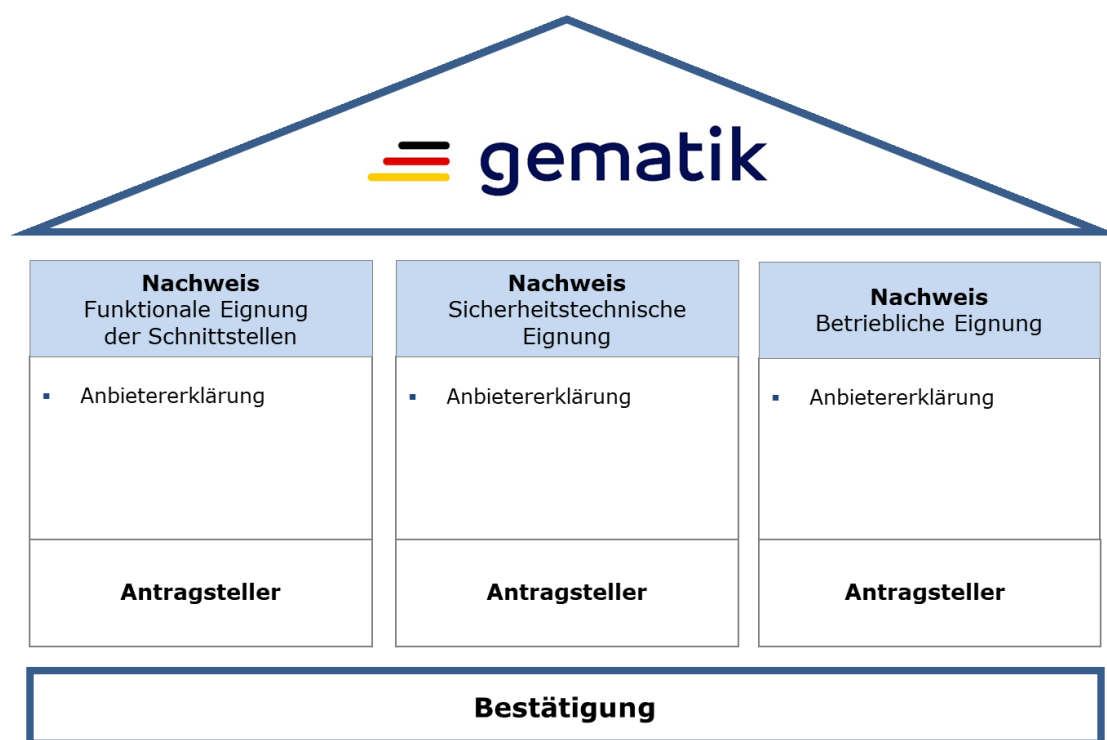 gematik
Nachweis
Funktionale Eignung
der Schnittstellen
▪ Anbietererklärung
Antragsteller
Nachweis
Sicherheitstechnische
Eignung
▪ Anbietererklärung
Antragsteller
Nachweis
Betriebliche Eignung
▪ Anbietererklärung
Antragsteller
Bestätigung